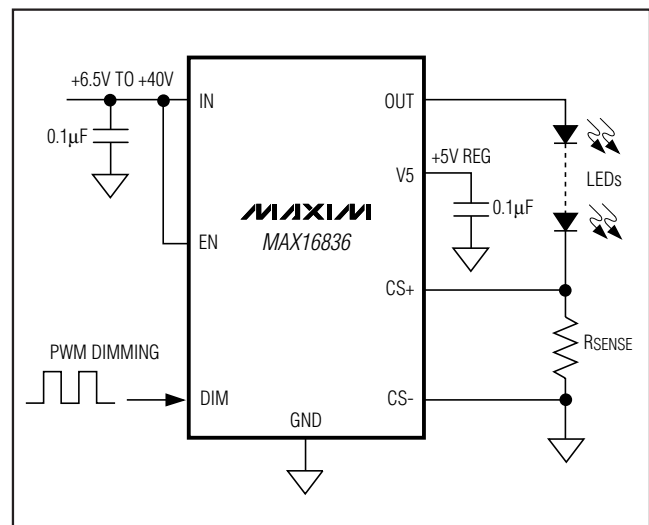 +6.5V TO +40V
IN
OUT
0.1µF
+5V REG
V5
LEDs
0.1µF
MAXIM
MAX16836
EN
CS+
RSENSE
PWM DIMMING
DIM
CS-
GND